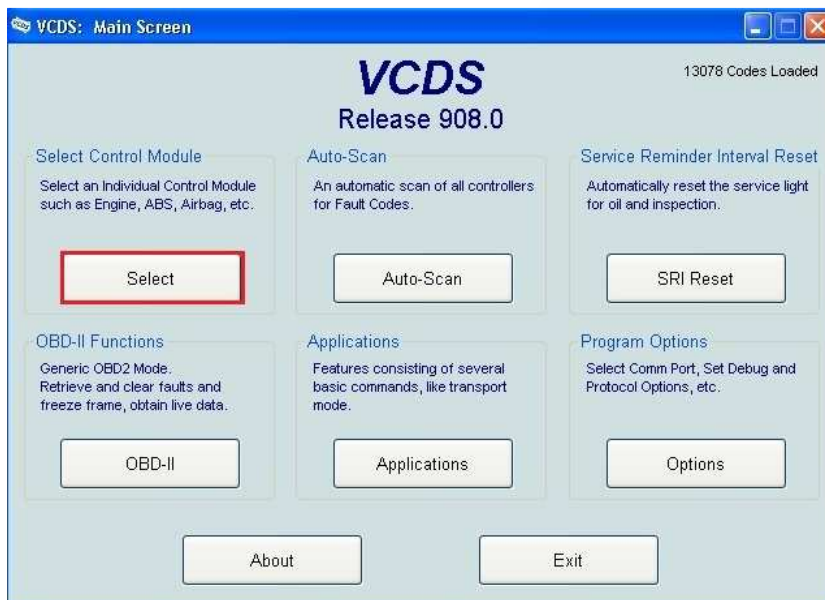 VCDS: Main Screen
VCDS
Release 908.0
13078 Codes Loaded
Select Control Module
Select an Individual Control Module
such as Engine, ABS, Airbag, etc.
Select
Auto-Scan
An automatic scan of all controllers
for Fault Codes.
Auto-Scan
Service Reminder Interval Reset
Automatically reset the service light
for oil and inspection.
SRI Reset
OBD-II Functions
Generic OBD2 Mode.
Retrieve and clear faults and
freeze frame, obtain live data.
OBD-II
Applications
Features consisting of several
basic commands, like transport
mode.
Applications
Program Options
Select Comm Port, Set Debug and
Protocol Options, etc.
Options
About
Exit